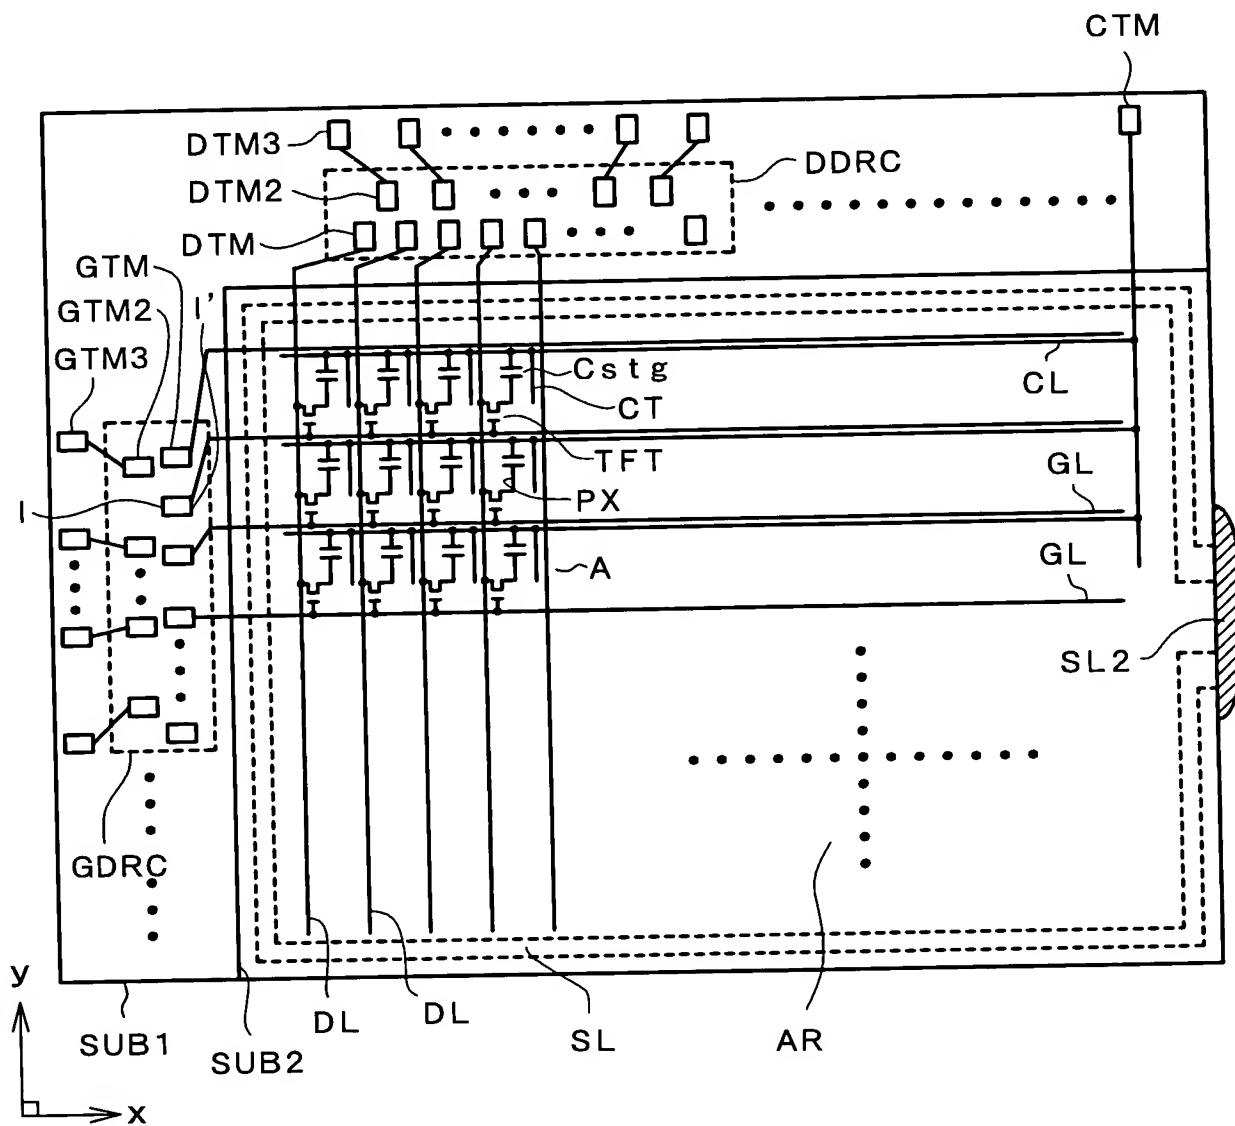 CTM
DTM3
DDRC
DTM2
DTM
GTM
I'
GTM2
GTM3
Cstg
CL
CT
TFT
GL
PX
I
A
GL
SL2
GDRC
y
DL
DL
SL
AR
SUB1
SUB2
x